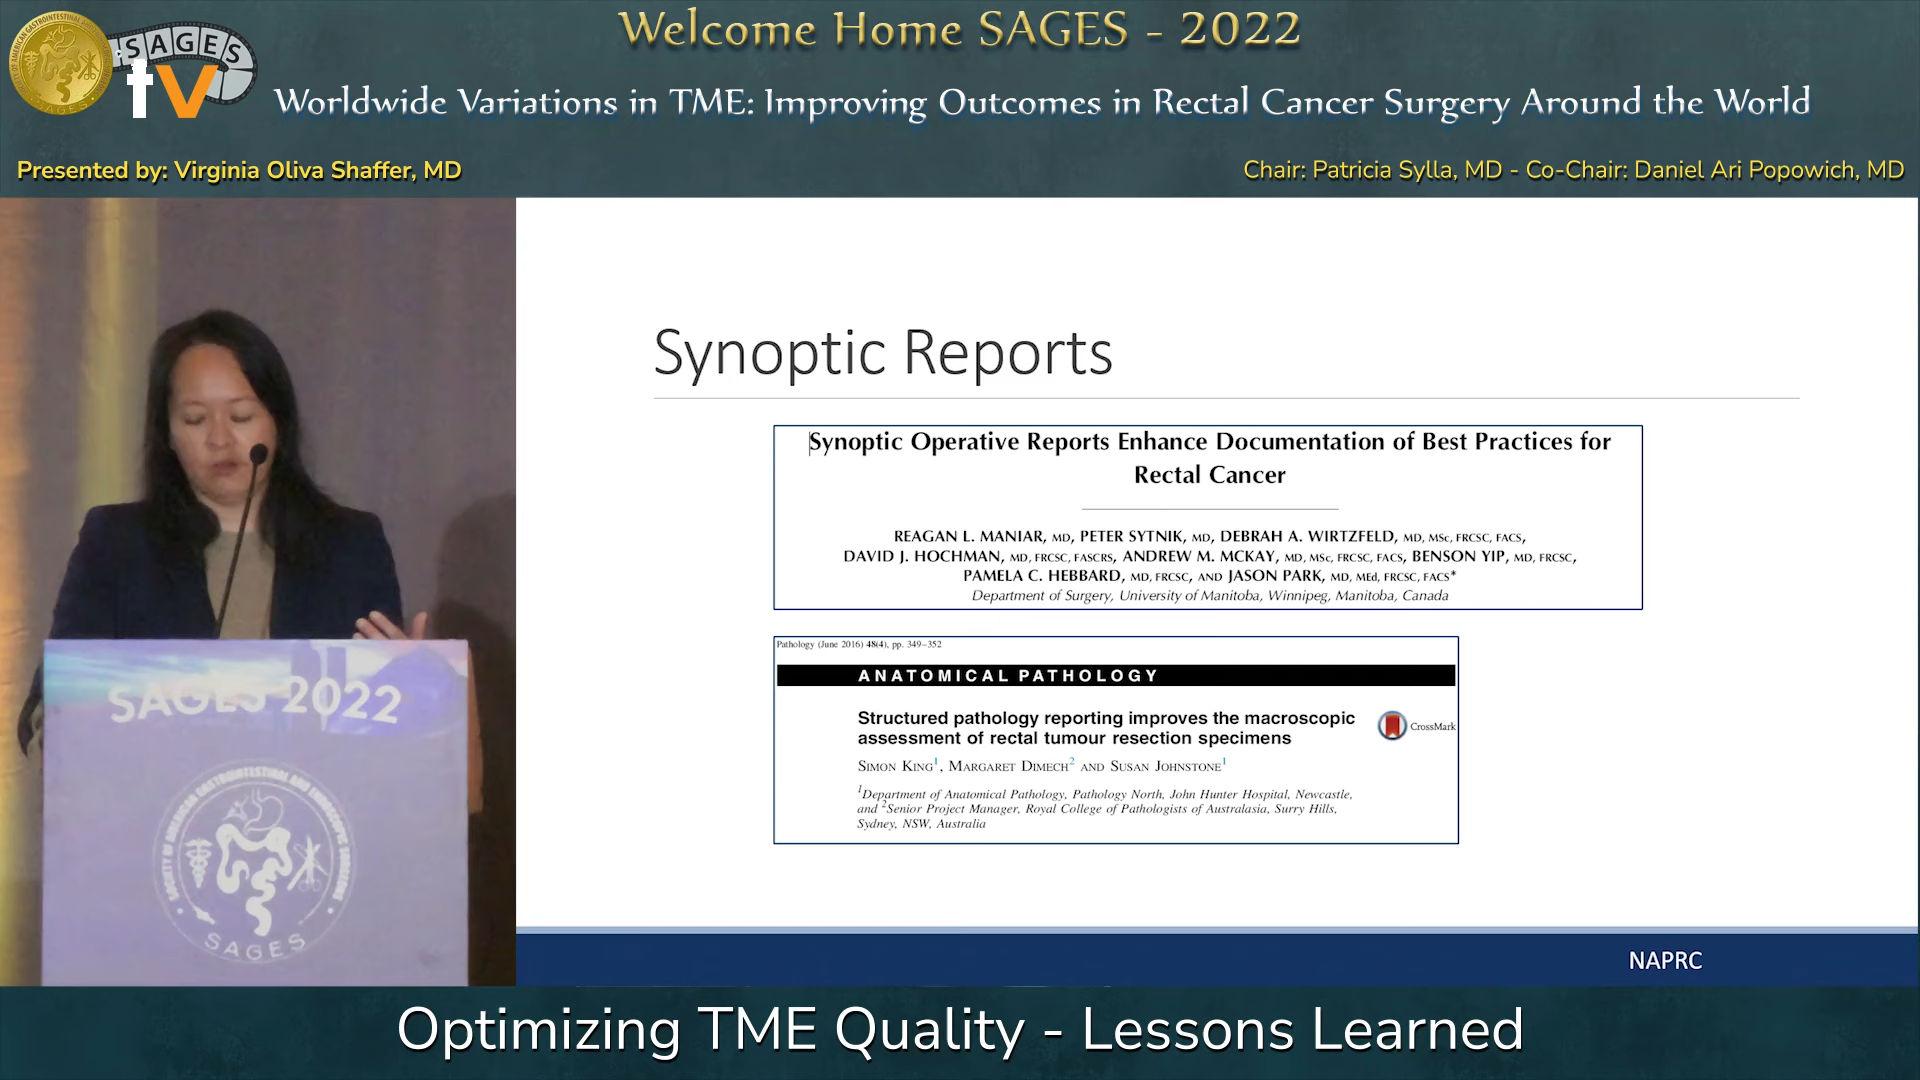 Welcome Home SAGES - 2022
SAGES
tv
Worldwide Variations in TME: Improving Outcomes in Rectal Cancer Surgery Around the World
Presented by: Virginia Oliva Shaffer, MD
Chair: Patricia Sylla, MD - Co-Chair: Daniel Ari Popowich, MD
Synoptic Reports
Synoptic Operative Reports Enhance Documentation of Best Practices for
Rectal Cancer
REAGAN L. MANIAR, MD, PETER SYTNIK, MD, DEBRAH A. WIRTZFELD, MD, MSc, FRCSC, FACS,
DAVID J. HOCHMAN, MD, FRCSC, FASCRS, ANDREW M. MCKAY, MD, MSc, FRCSC, FACS, BENSON YIP, MD, FRCSC,
PAMELA C. HEBBARD, MD, FRCSC, AND JASON PARK, MD, MEd, FRCSC, FACS*
Department of Surgery, University of Manitoba, Winnipeg, Manitoba, Canada
Pathology (June 2016) 48(4), pp. 349–352
ANATOMICAL PATHOLOGY
Structured pathology reporting improves the macroscopic
assessment of rectal tumour resection specimens
CrossMark
SIMON KING1, MARGARET DIMECH2 AND SUSAN JOHNSTONE1
1Department of Anatomical Pathology, Pathology North, John Hunter Hospital, Newcastle,
and 2Senior Project Manager, Royal College of Pathologists of Australasia, Surry Hills,
Sydney, NSW, Australia
NAPRC
SAGES 2022
SOCIETY OF AMERICAN GASTROINTESTINAL AND ENDOSCOPIC SURGEONS
SAGES
Optimizing TME Quality - Lessons Learned